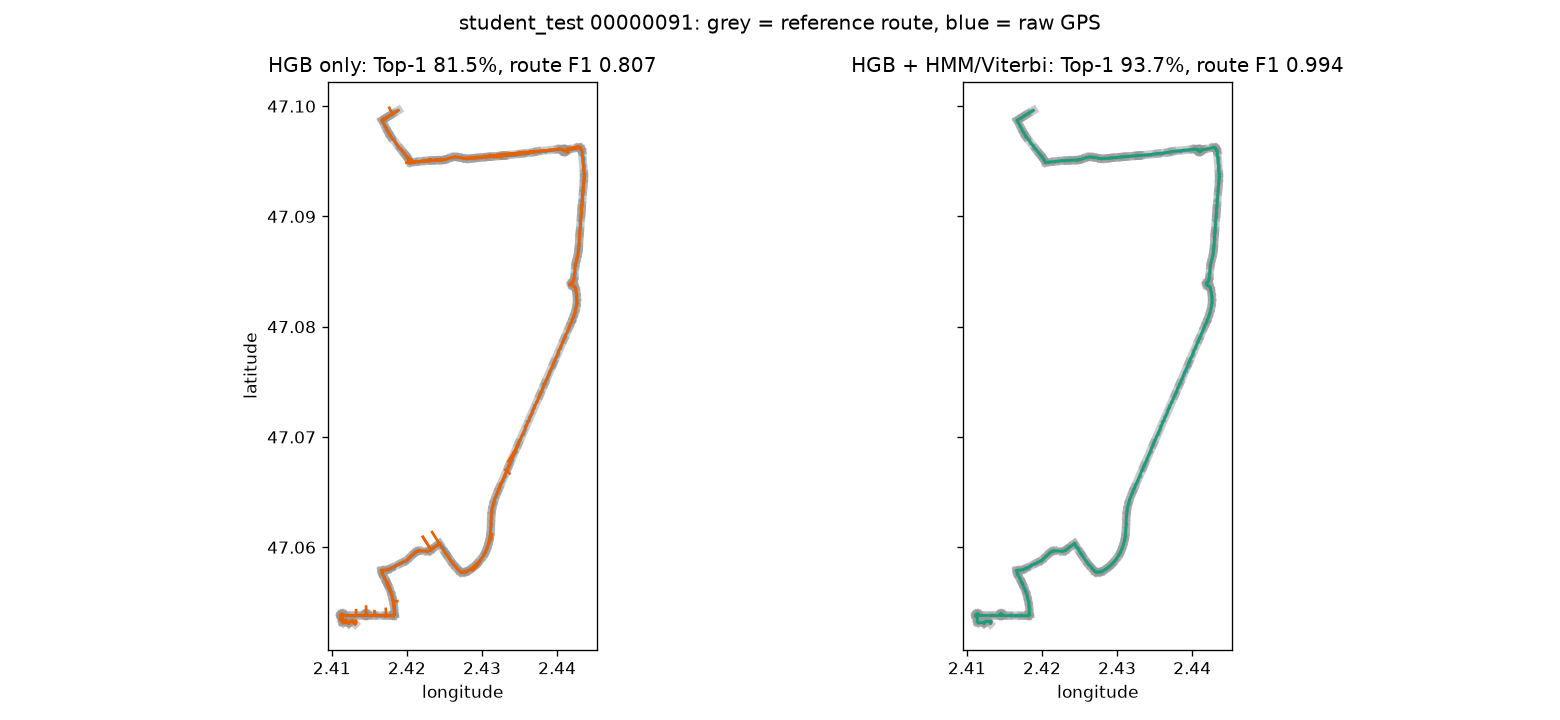 student_test 00000091: grey = reference route, blue = raw GPS
HGB only: Top-1 81.5%, route F1 0.807
HGB + HMM/Viterbi: Top-1 93.7%, route F1 0.994
47.10
47.09
47.08
47.07
47.06
latitude
2.41 2.42 2.43 2.44
longitude
2.41 2.42 2.43 2.44
longitude